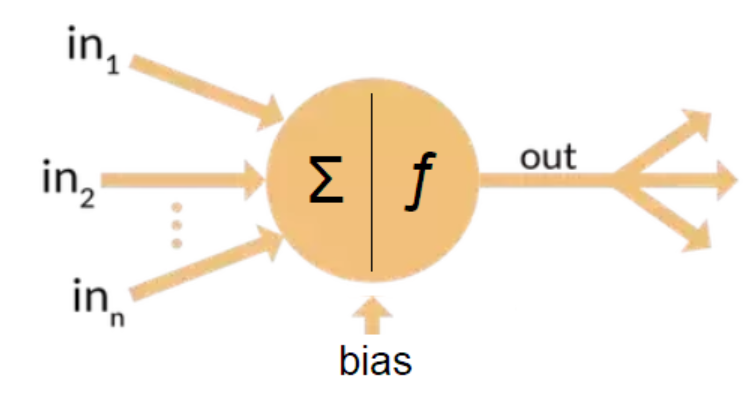 in₁
in₂
inₙ
Σ
f
out
bias